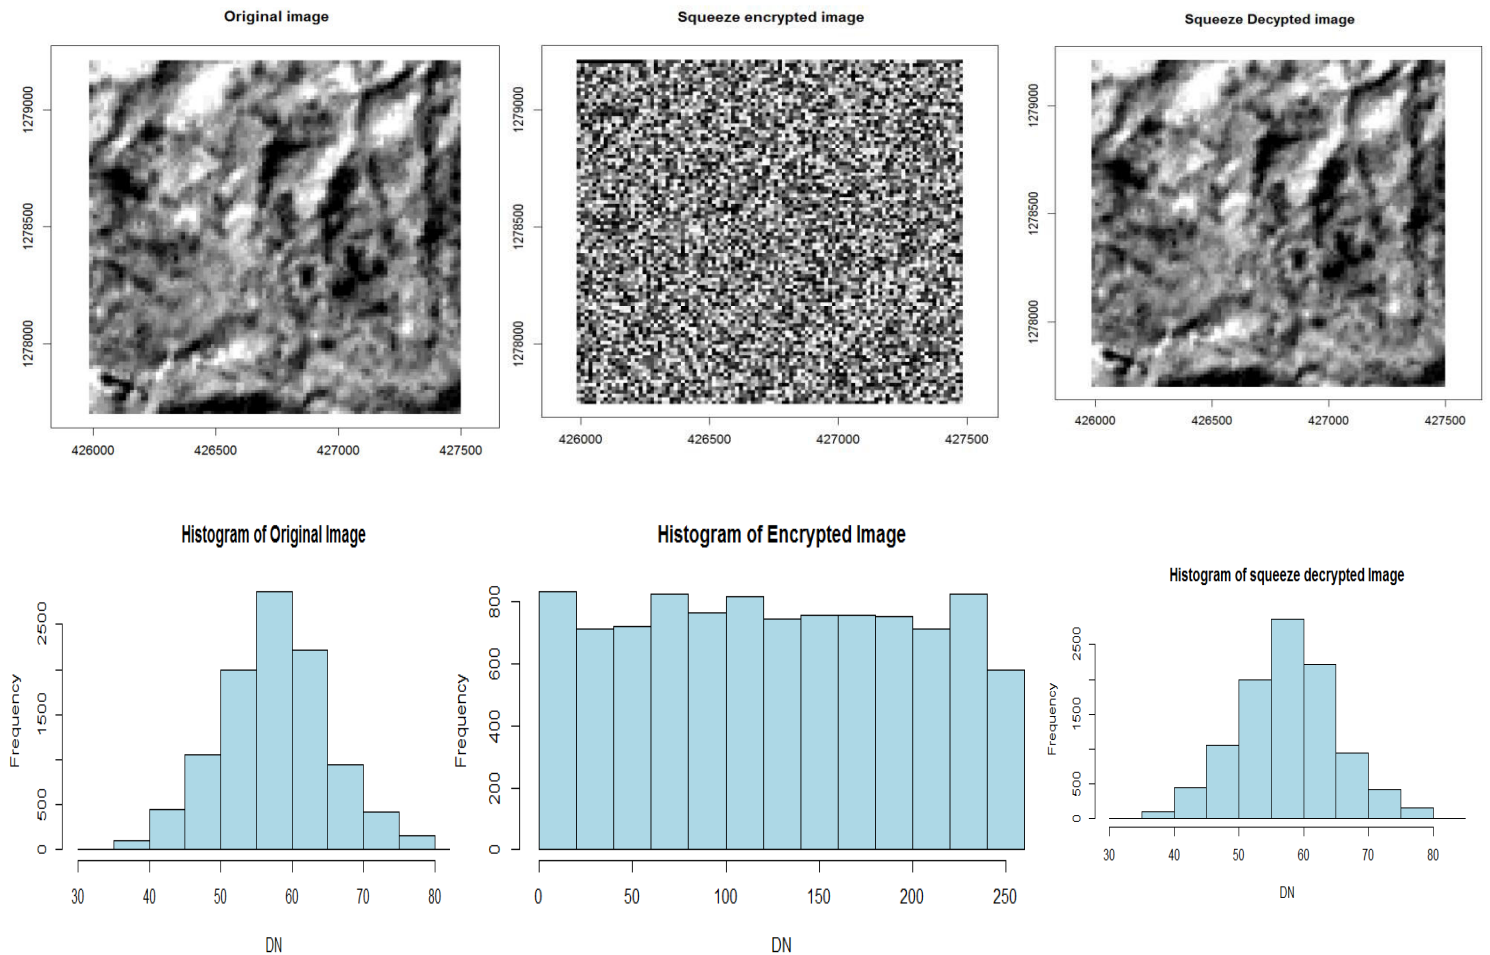 Original image
1279000
1278500
1278000
426000 426500 427000 427500
Squeeze encrypted image
1279000
1278500
1278000
426000 426500 427000 427500
Squeeze Decypted image
1279000
1278500
1278000
426000 426500 427000 427500
Histogram of Original Image
Frequency
2500
1500
500
0
30 40 50 60 70 80
DN
Histogram of Encrypted Image
Frequency
800
600
400
200
0
0 50 100 150 200 250
DN
Histogram of squeeze decrypted Image
Frequency
2500
1500
500
0
30 40 50 60 70 80
DN